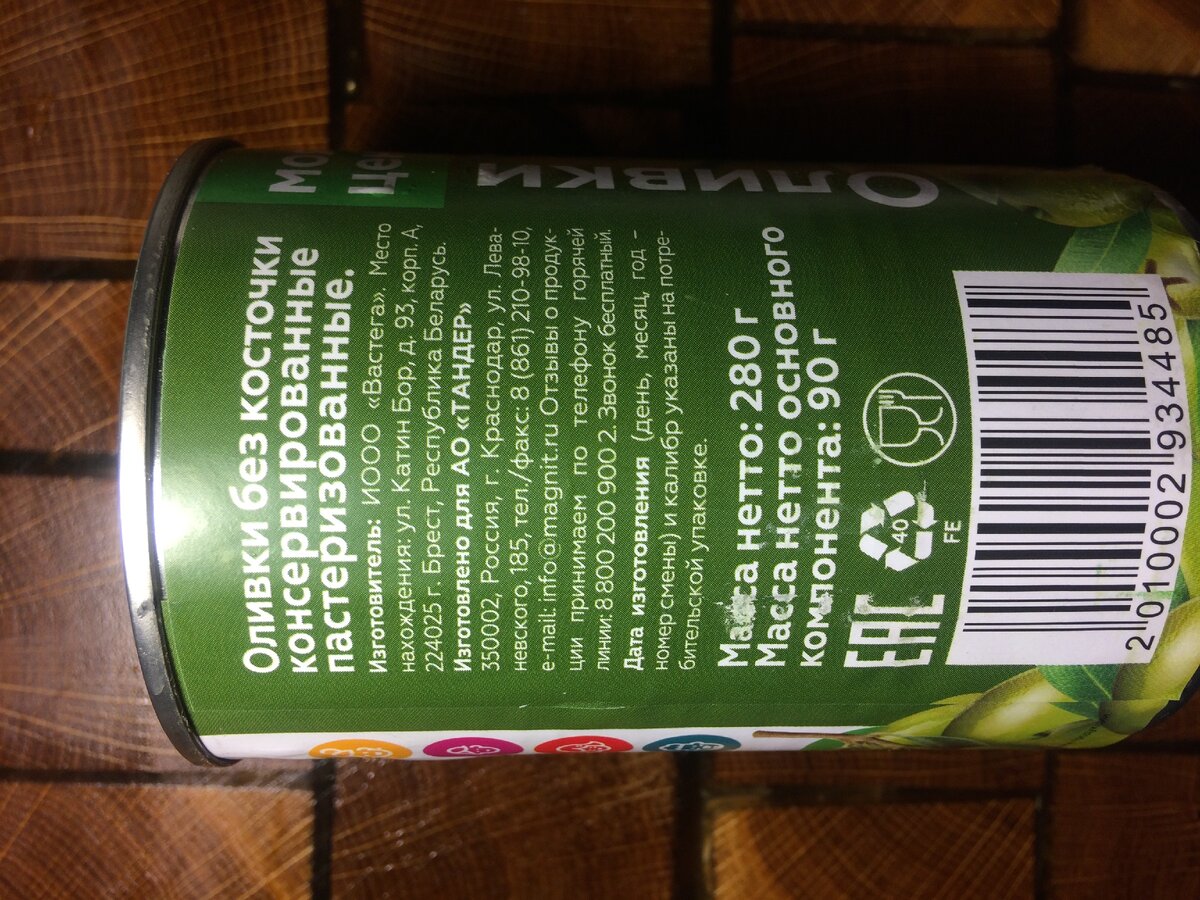 Оливки без косточки
консервированные
пастеризованные.
Изготовитель: ИООО «Вастега». Место
нахождения: ул. Катин Бор, д. 93, корп. А,
224025 г. Брест, Республика Беларусь.
Изготовлено для АО «ТАНДЕР»
350002, Россия, г. Краснодар, ул. Лева-
невского, 185, тел./факс: 8 (861) 210-98-10,
e-mail: info@magnit.ru Отзывы о продук-
ции принимаем по телефону горячей
линии: 8 800 200 900 2. Звонок бесплатный.
Дата изготовления (день, месяц, год –
номер смены) и калибр указаны на потре-
бительской упаковке.
Масса нетто: 280 г
Масса нетто основного
компонента: 90 г
EAC
40
FE
2010002934485
Оливки